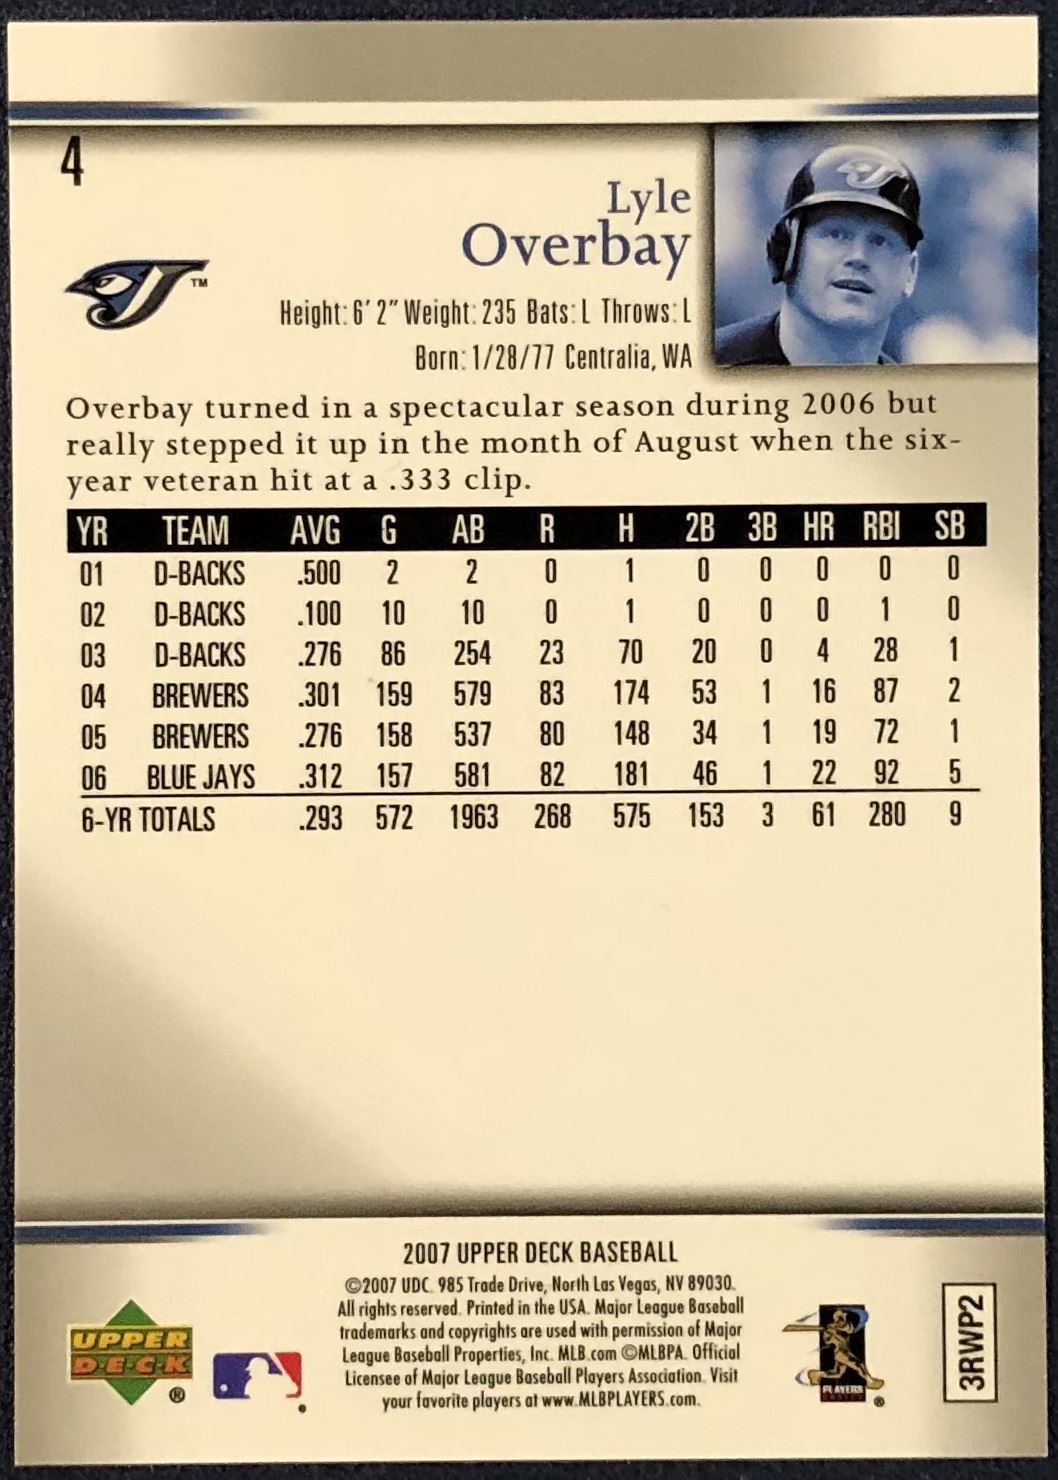 4
Lyle
Overbay
TM
Height: 6' 2" Weight: 235 Bats: L Throws: L
Born: 1/28/77 Centralia, WA
Overbay turned in a spectacular season during 2006 but
really stepped it up in the month of August when the six-
year veteran hit at a .333 clip.
YR TEAM AVG G AB R H 2B 3B HR RBI SB
01 D-BACKS .500 2 2 0 1 0 0 0 0 0
02 D-BACKS .100 10 10 0 1 0 0 0 1 0
03 D-BACKS .276 86 254 23 70 20 0 4 28 1
04 BREWERS .301 159 579 83 174 53 1 16 87 2
05 BREWERS .276 158 537 80 148 34 1 19 72 1
06 BLUE JAYS .312 157 581 82 181 46 1 22 92 5
6-YR TOTALS .293 572 1963 268 575 153 3 61 280 9
2007 UPPER DECK BASEBALL
©2007 UDC. 985 Trade Drive, North Las Vegas, NV 89030.
All rights reserved. Printed in the USA. Major League Baseball
trademarks and copyrights are used with permission of Major
League Baseball Properties, Inc. MLB.com ©MLBPA. Official
Licensee of Major League Baseball Players Association. Visit
your favorite players at www.MLBPLAYERS.com.
UPPER
DECK
®
PLAYERS
CHOICE
®
3RWP2